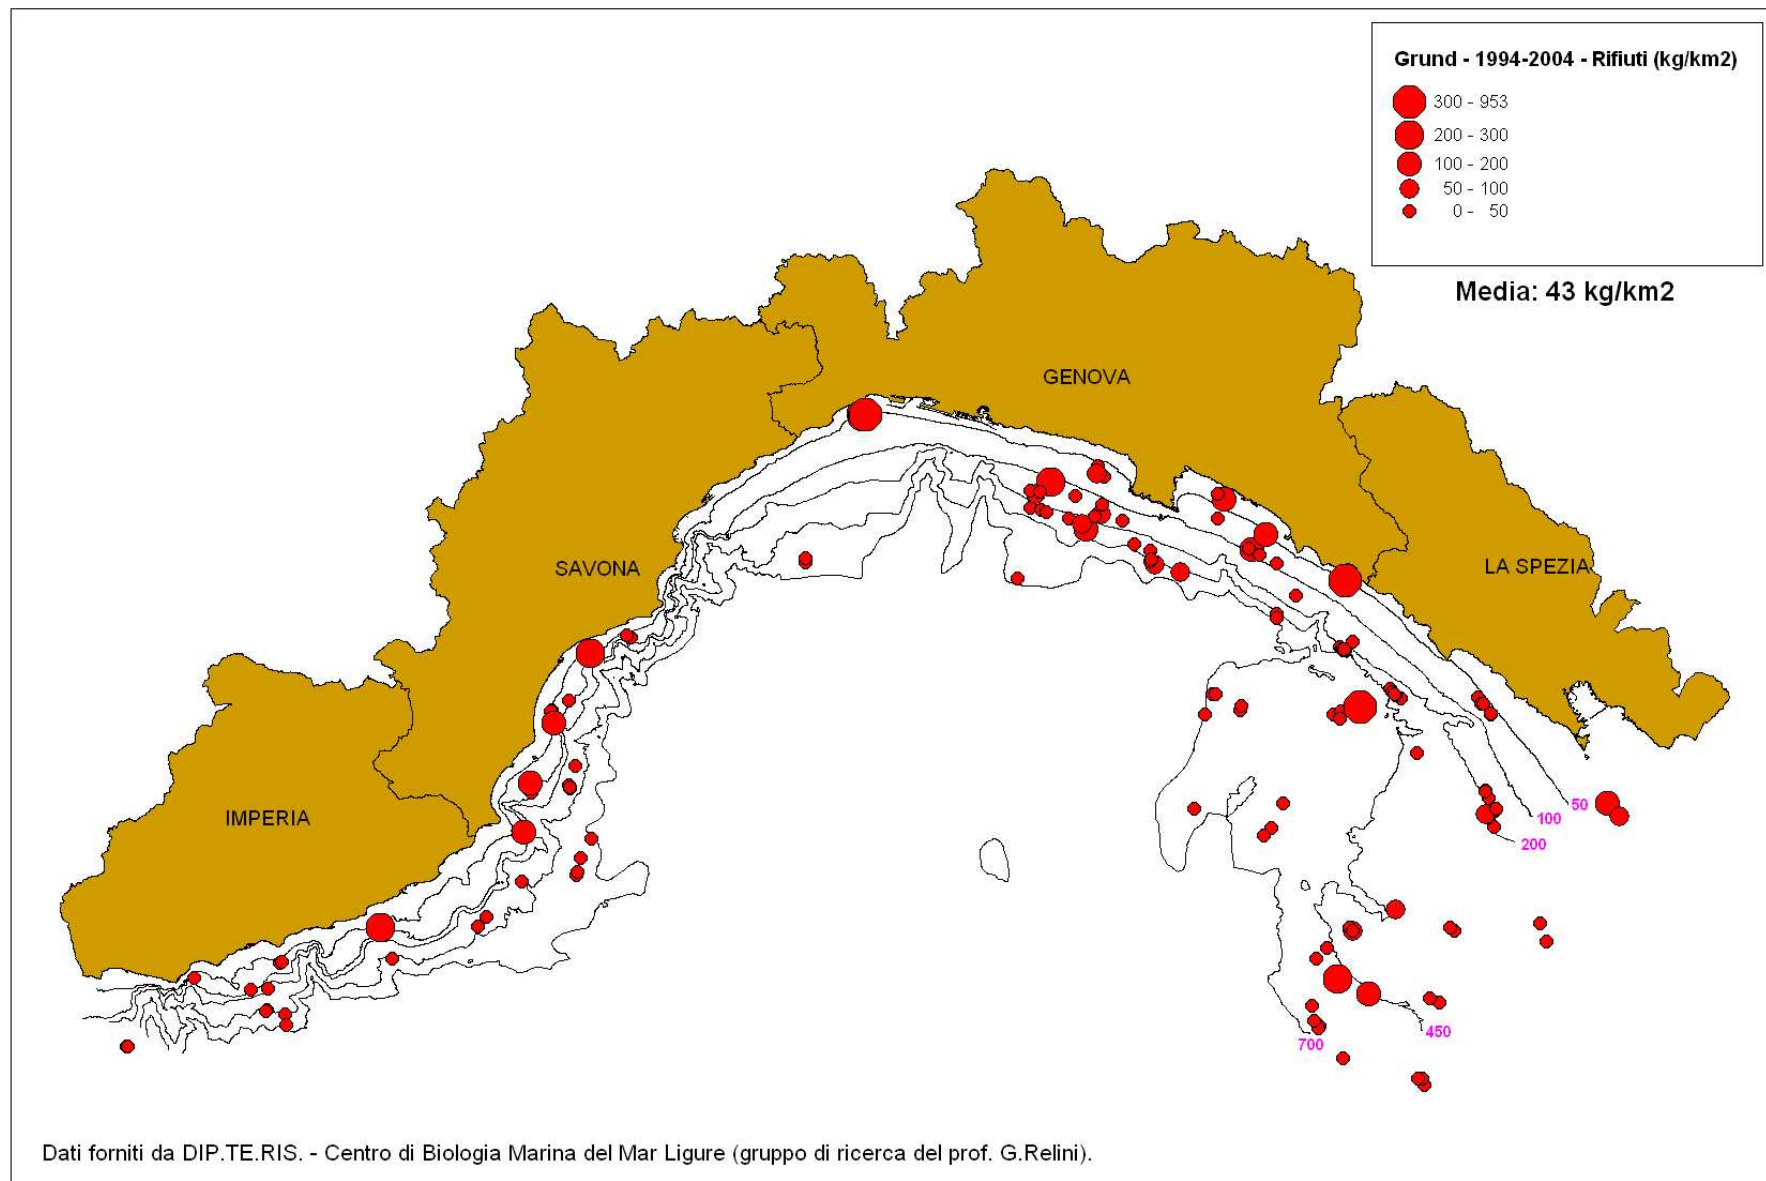 Grund - 1994-2004 - Rifiuti (kg/km2)
300 - 953
200 - 300
100 - 200
50 - 100
0 - 50
Media: 43 kg/km2
GENOVA
SAVONA
LA SPEZIA
IMPERIA
50
100
200
450
700
Dati forniti da DIP.TE.RIS. - Centro di Biologia Marina del Mar Ligure (gruppo di ricerca del prof. G.Relini).